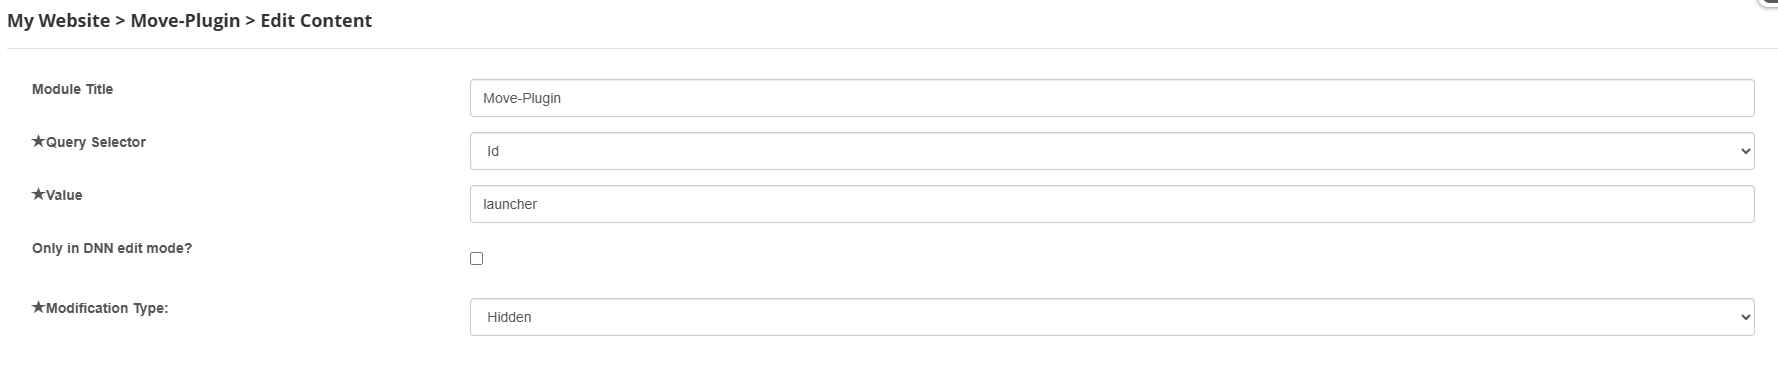 My Website > Move-Plugin > Edit Content
Module Title
Move-Plugin
★Query Selector
Id
★Value
launcher
Only in DNN edit mode?
★Modification Type:
Hidden